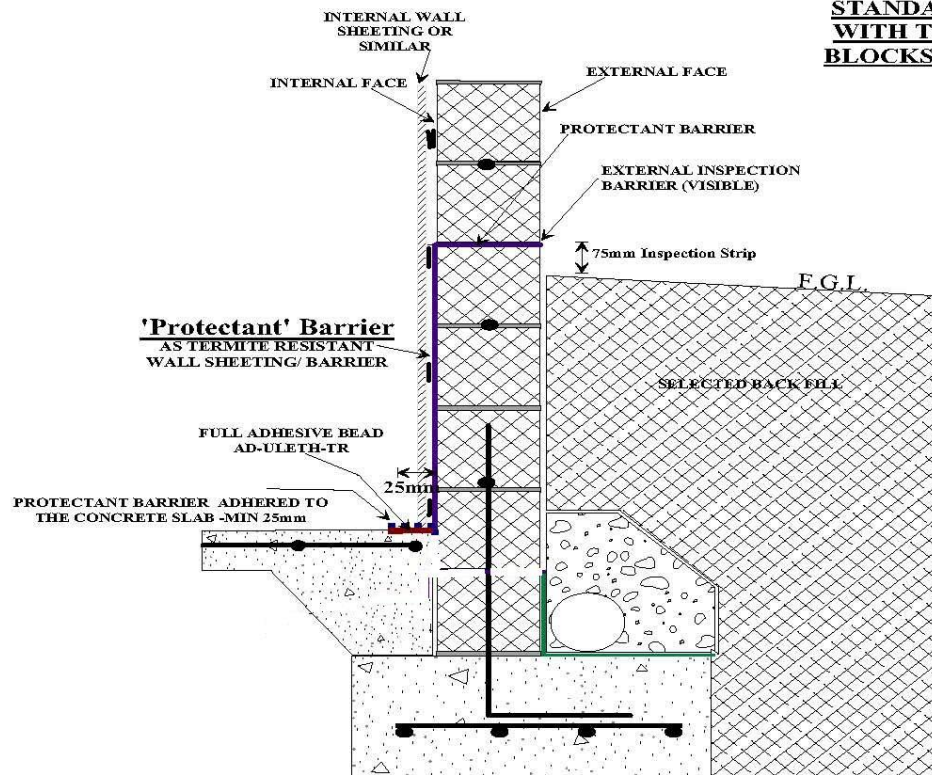 STANDA
WITH T
BLOCKS
INTERNAL WALL
SHEETING OR
SIMILAR
INTERNAL FACE
EXTERNAL FACE
PROTECTANT BARRIER
EXTERNAL INSPECTION
BARRIER (VISIBLE)
75mm Inspection Strip
F.G.L.
'Protectant' Barrier
AS TERMITE RESISTANT
WALL SHEETING/ BARRIER
SELECTED BACK FILL
FULL ADHESIVE BEAD
AD-ULETH-TR
25mm
PROTECTANT BARRIER ADHERED TO
THE CONCRETE SLAB -MIN 25mm